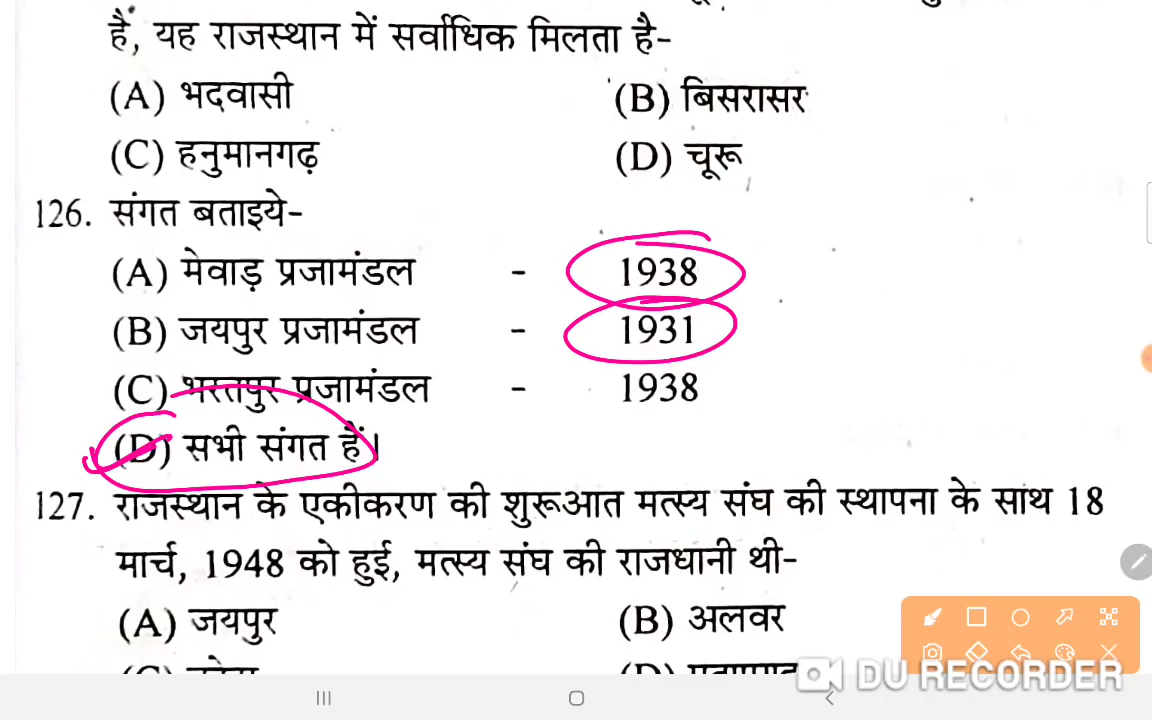 है, यह राजस्थान में सर्वाधिक मिलता है-
(A) भदवासी (B) बिसरासर
(C) हनुमानगढ़ (D) चूरू
126. संगत बताइये-
(A) मेवाड़ प्रजामंडल - 1938
(B) जयपुर प्रजामंडल - 1931
(C) भरतपुर प्रजामंडल - 1938
(D) सभी संगत हैं।
127. राजस्थान के एकीकरण की शुरूआत मत्स्य संघ की स्थापना के साथ 18
मार्च, 1948 को हुई, मत्स्य संघ की राजधानी थी-
(A) जयपुर (B) अलवर
DU RECORDER